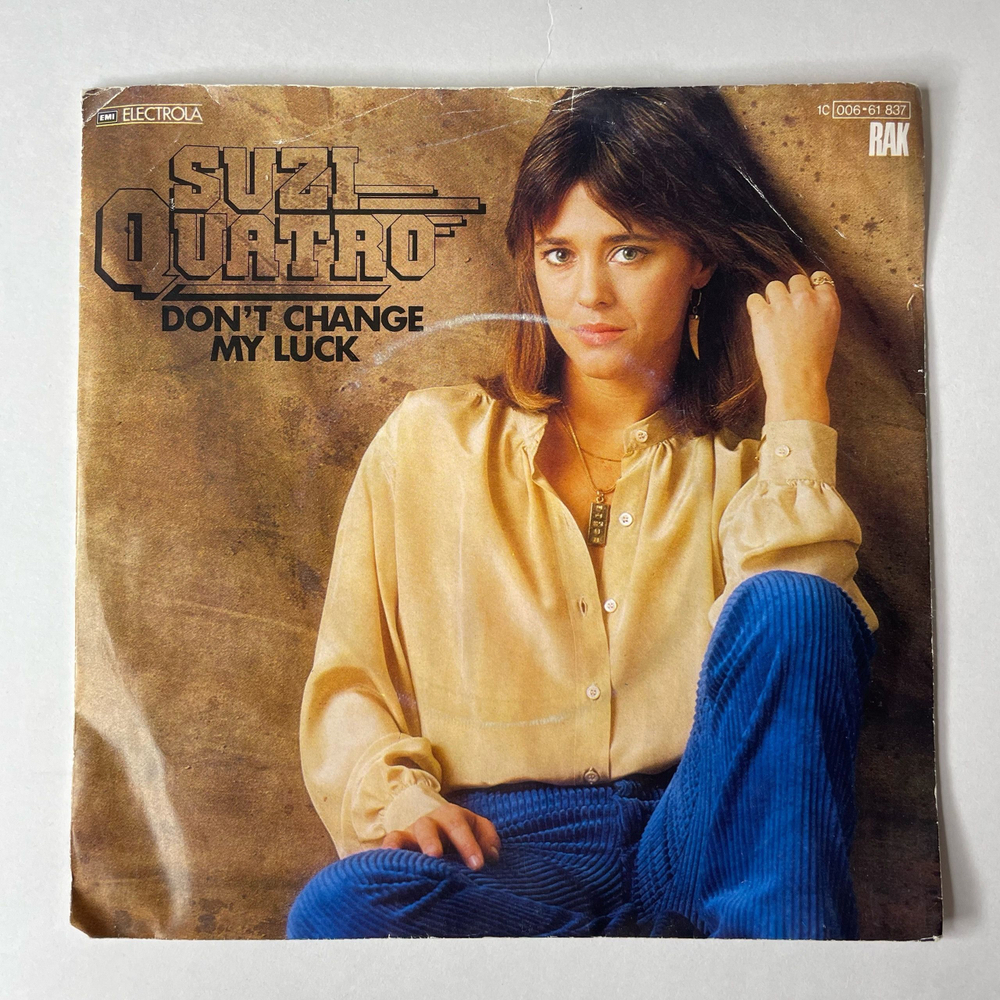 EMI ELECTROLA
1C 006-61 837
RAK
SUZI
QUATRO
DON'T CHANGE
MY LUCK